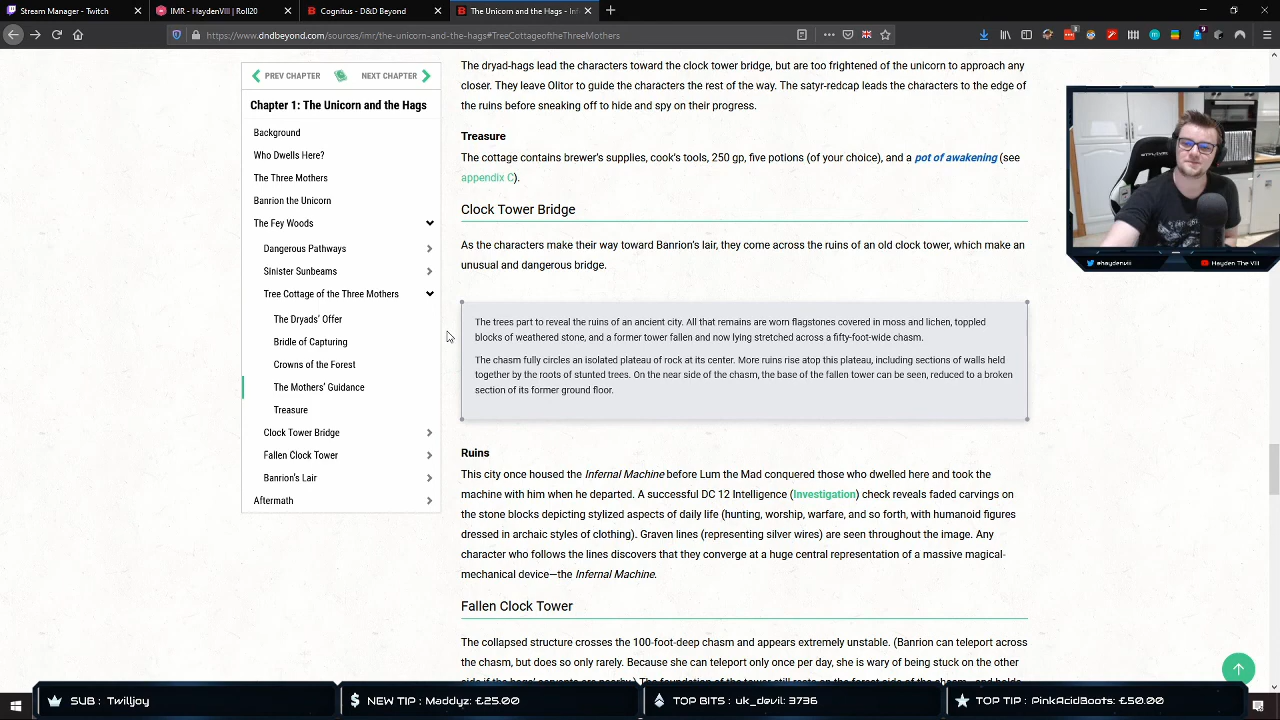 Stream Manager - Twitch
IMR - HaydenVIII | Roll20
Cognitus - D&D Beyond
The Unicorn and the Hags - Inf
https://www.dndbeyond.com/sources/imr/the-unicorn-and-the-hags#TreeCottageoftheThreeMothers
PREV CHAPTER
NEXT CHAPTER
Chapter 1: The Unicorn and the Hags
Background
Who Dwells Here?
The Three Mothers
Banrion the Unicorn
The Fey Woods
Dangerous Pathways
Sinister Sunbeams
Tree Cottage of the Three Mothers
The Dryads' Offer
Bridle of Capturing
Crowns of the Forest
The Mothers' Guidance
Treasure
Clock Tower Bridge
Fallen Clock Tower
Banrion's Lair
Aftermath
The dryad-hags lead the characters toward the clock tower bridge, but are too frightened of the unicorn to approach any
closer. They leave Olitor to guide the characters the rest of the way. The satyr-redcap leads the characters to the edge of
the ruins before sneaking off to hide and spy on their progress.
Treasure
The cottage contains brewer's supplies, cook's tools, 250 gp, five potions (of your choice), and a pot of awakening (see
appendix C).
Clock Tower Bridge
As the characters make their way toward Banrion's lair, they come across the ruins of an old clock tower, which make an
unusual and dangerous bridge.
The trees part to reveal the ruins of an ancient city. All that remains are worn flagstones covered in moss and lichen, toppled
blocks of weathered stone, and a former tower fallen and now lying stretched across a fifty-foot-wide chasm.
The chasm fully circles an isolated plateau of rock at its center. More ruins rise atop this plateau, including sections of walls held
together by the roots of stunted trees. On the near side of the chasm, the base of the fallen tower can be seen, reduced to a broken
section of its former ground floor.
Ruins
This city once housed the Infernal Machine before Lum the Mad conquered those who dwelled here and took the
machine with him when he departed. A successful DC 12 Intelligence (Investigation) check reveals faded carvings on
the stone blocks depicting stylized aspects of daily life (hunting, worship, warfare, and so forth, with humanoid figures
dressed in archaic styles of clothing). Graven lines (representing silver wires) are seen throughout the image. Any
character who follows the lines discovers that they converge at a huge central representation of a massive magical-
mechanical device—the Infernal Machine.
Fallen Clock Tower
The collapsed structure crosses the 100-foot-deep chasm and appears extremely unstable. (Banrion can teleport across
the chasm, but does so only rarely. Because she can teleport only once per day, she is wary of being stuck on the other
@haydenviii
Hayden The VIII
SUB : Twilljoy
NEW TIP : Maddyz: £25.00
TOP BITS : uk_devil: 3736
TOP TIP : PinkAcidBoots: £50.00